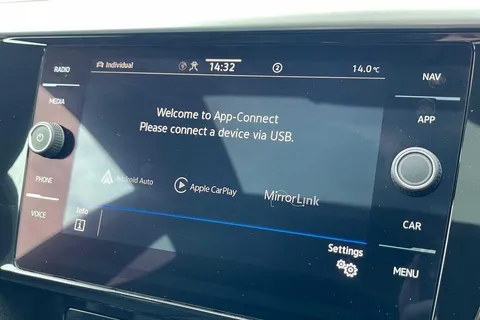 RADIO
MEDIA
PHONE
VOICE
Individual
14:32
2
14.0°C
Welcome to App-Connect
Please connect a device via USB.
Android Auto
Apple CarPlay
MirrorLink
Info
i
Settings
NAV
APP
CAR
MENU